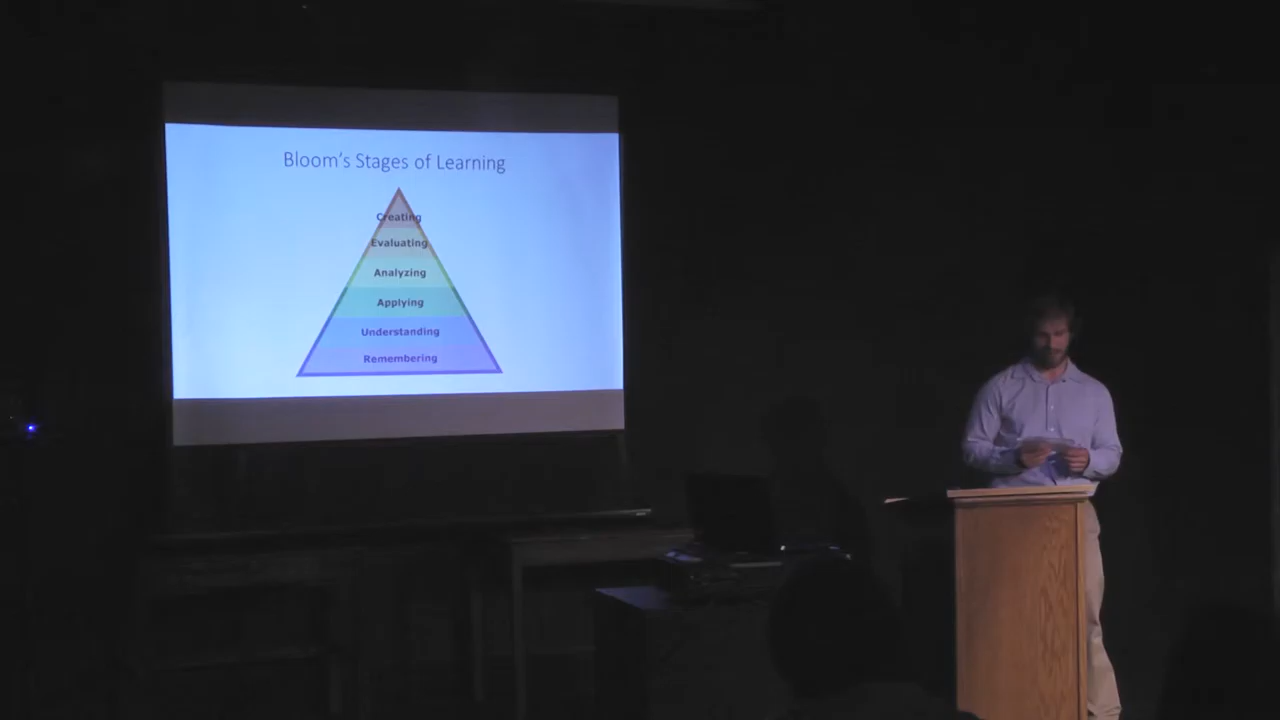 Bloom's Stages of Learning
Creating
Evaluating
Analyzing
Applying
Understanding
Remembering